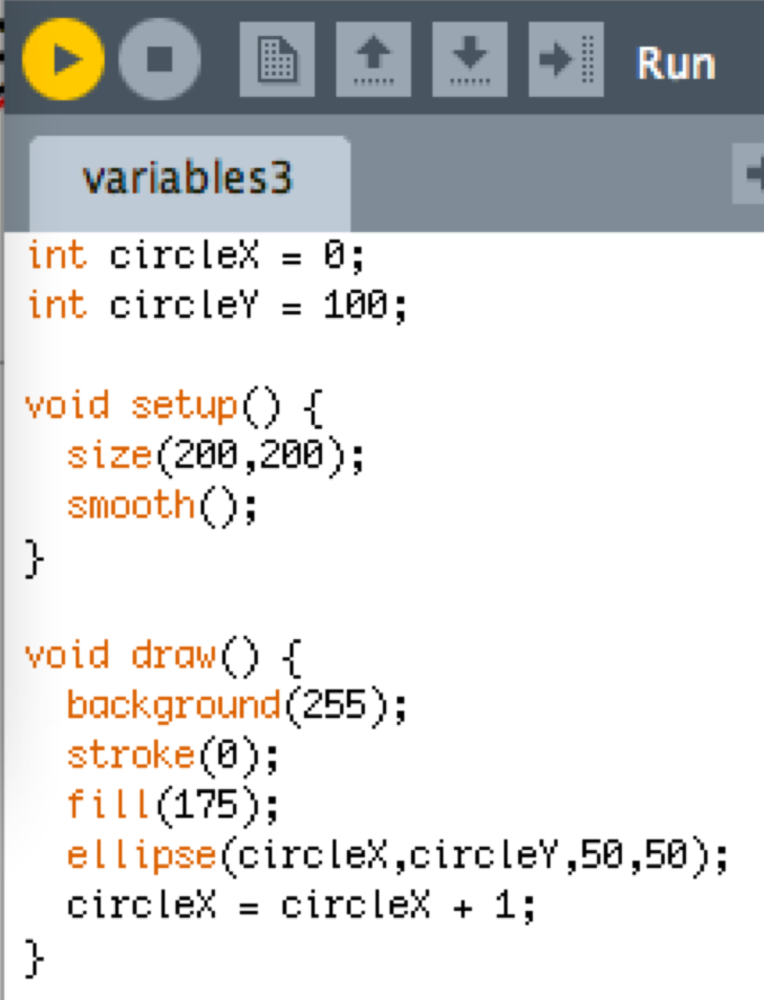 Run
variables3
int circleX = 0;
int circleY = 100;
void setup() {
  size(200,200);
  smooth();
}
void draw() {
  background(255);
  stroke(0);
  fill(175);
  ellipse(circleX,circleY,50,50);
  circleX = circleX + 1;
}